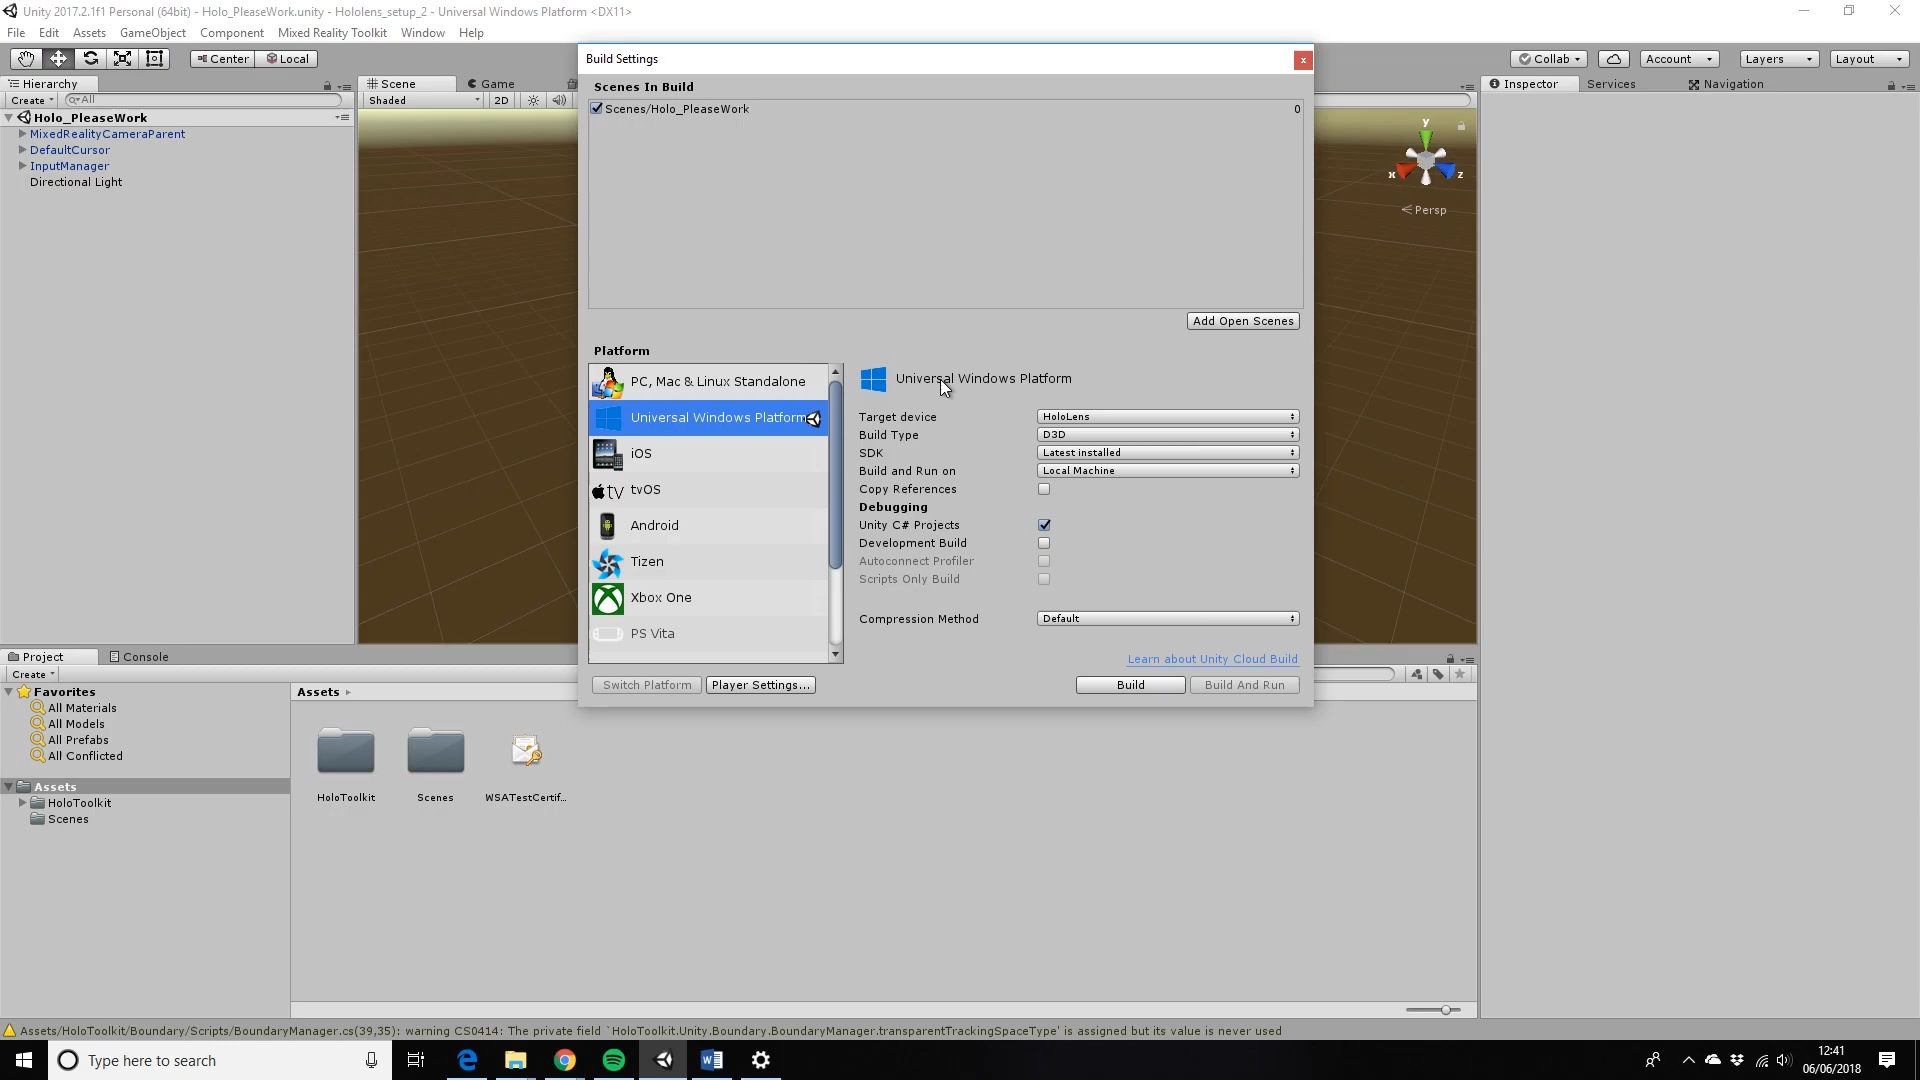 Unity 2017.2.1f1 Personal (64bit) - Holo_PleaseWork.unity - Hololens_setup_2 - Universal Windows Platform <DX11>
File Edit Assets GameObject Component Mixed Reality Toolkit Window Help
Center Local
Collab Account Layers Layout
Build Settings
x
Hierarchy
Create All
Holo_PleaseWork
MixedRealityCameraParent
DefaultCursor
InputManager
Directional Light
Scene Game
Shaded 2D
y
x z
Persp
Inspector Services Navigation
Scenes In Build
Scenes/Holo_PleaseWork 0
Add Open Scenes
Platform
PC, Mac & Linux Standalone
Universal Windows Platform
iOS
tv tvOS
Android
Tizen
Xbox One
PS Vita
Universal Windows Platform
Target device HoloLens
Build Type D3D
SDK Latest installed
Build and Run on Local Machine
Copy References
Debugging
Unity C# Projects
Development Build
Autoconnect Profiler
Scripts Only Build
Compression Method Default
Learn about Unity Cloud Build
Switch Platform Player Settings... Build Build And Run
Project Console
Create
Favorites
All Materials
All Models
All Prefabs
All Conflicted
Assets
HoloToolkit
Scenes
Assets
HoloToolkit Scenes WSATestCertif...
Assets/HoloToolkit/Boundary/Scripts/BoundaryManager.cs(39,35): warning CS0414: The private field `HoloToolkit.Unity.Boundary.BoundaryManager.transparentTrackingSpaceType' is assigned but its value is never used
Type here to search
12:41
06/06/2018